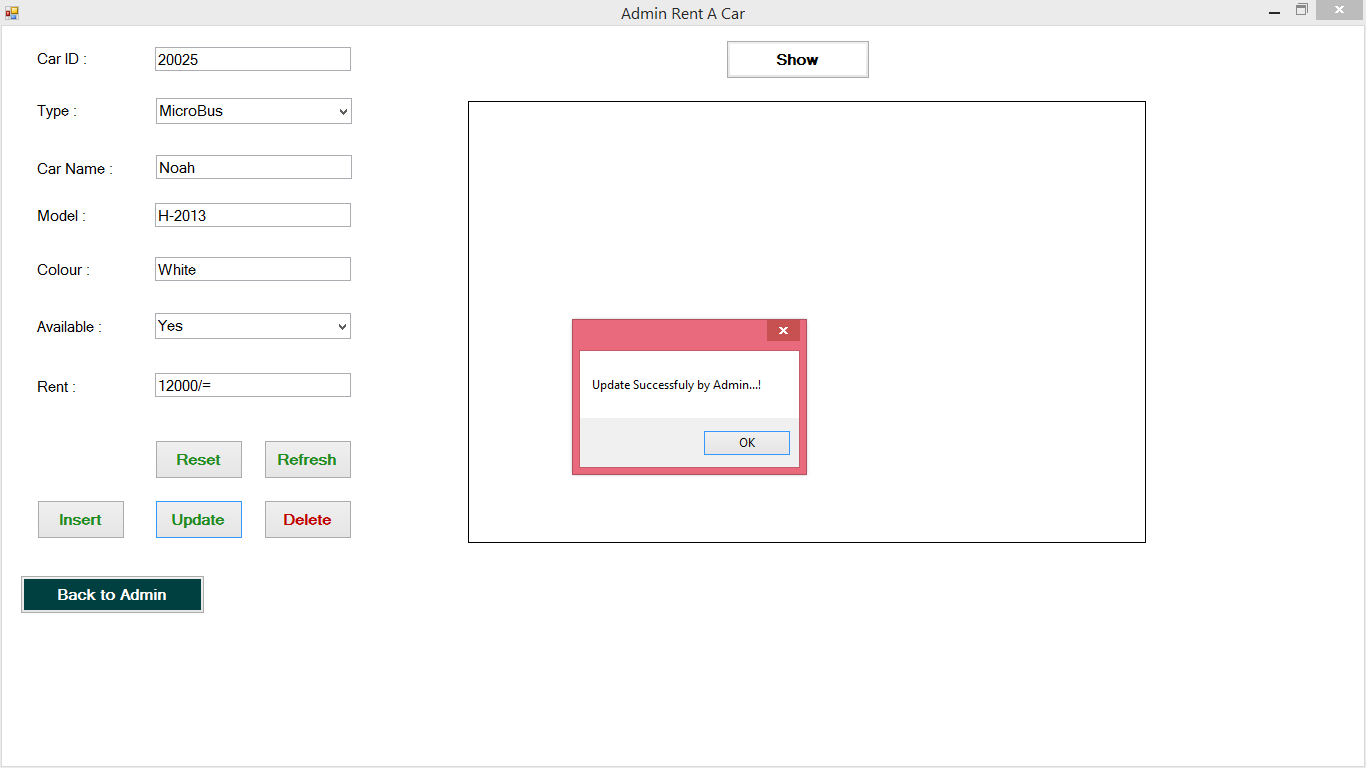 Admin Rent A Car
Car ID : 20025
Show
Type : MicroBus
Car Name : Noah
Model : H-2013
Colour : White
Available : Yes
Rent : 12000/=
Update Successfuly by Admin...!
OK
Reset Refresh
Insert Update Delete
Back to Admin